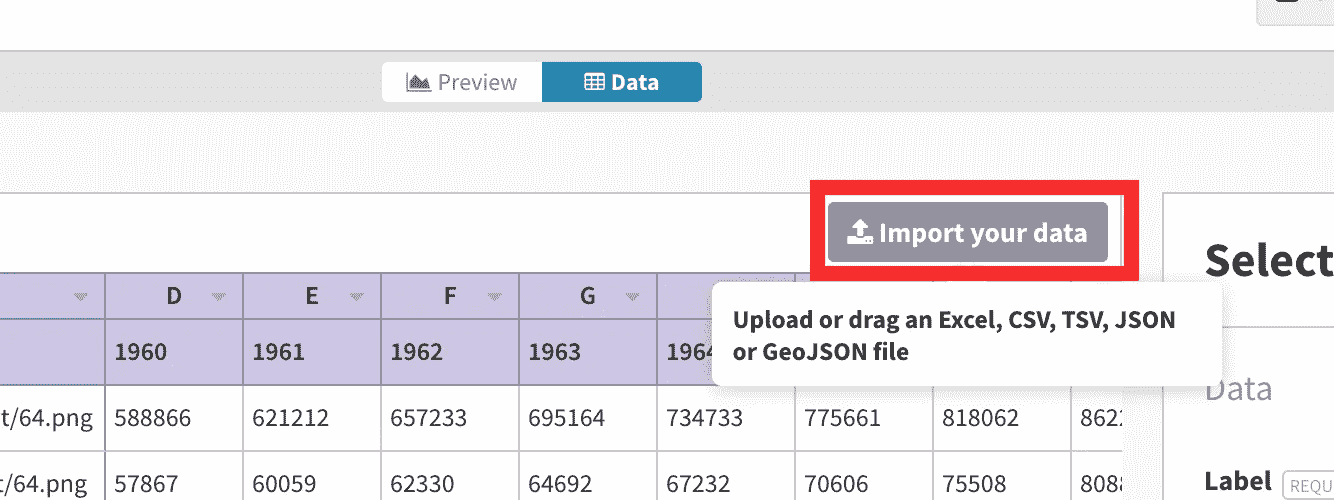 Preview Data
Import your data
Select
D E F G
Upload or drag an Excel, CSV, TSV, JSON
or GeoJSON file
1960 1961 1962 1963 1964
Data
t/64.png 588866 621212 657233 695164 734733 775661 818062 862
t/64.png 57867 60059 62330 64692 67232 70606 75508 808
Label REQU